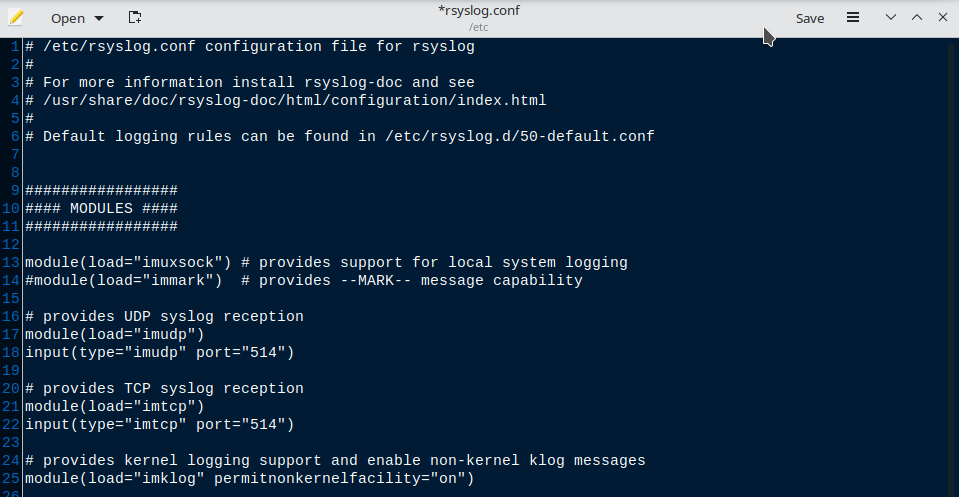 Open
*rsyslog.conf
/etc
Save
1 # /etc/rsyslog.conf configuration file for rsyslog
2 #
3 # For more information install rsyslog-doc and see
4 # /usr/share/doc/rsyslog-doc/html/configuration/index.html
5 #
6 # Default logging rules can be found in /etc/rsyslog.d/50-default.conf
7
8
9 #################
10 #### MODULES ####
11 #################
12
13 module(load="imuxsock") # provides support for local system logging
14 #module(load="immark")  # provides --MARK-- message capability
15
16 # provides UDP syslog reception
17 module(load="imudp")
18 input(type="imudp" port="514")
19
20 # provides TCP syslog reception
21 module(load="imtcp")
22 input(type="imtcp" port="514")
23
24 # provides kernel logging support and enable non-kernel klog messages
25 module(load="imklog" permitnonkernelfacility="on")
26